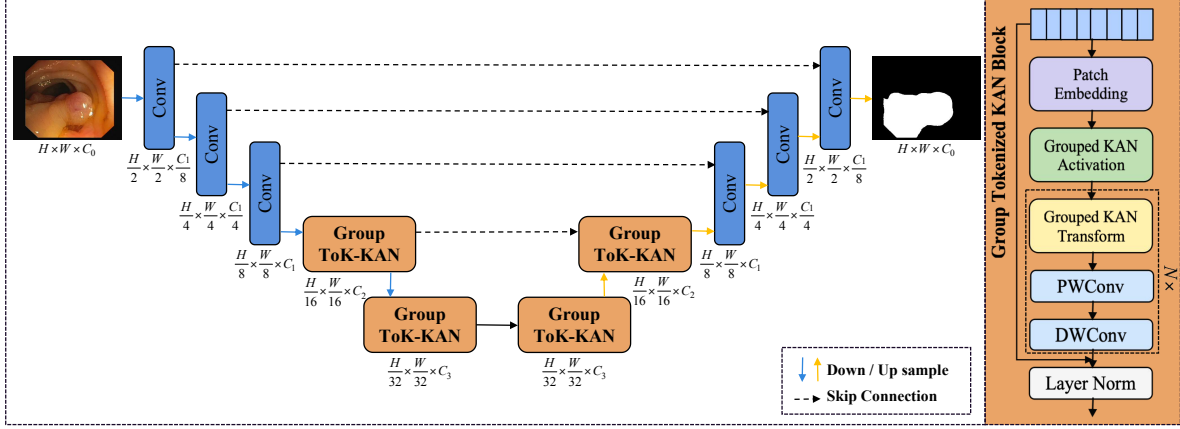 Conv
Conv
Conv
Group
ToK-KAN
Group
ToK-KAN
Group
ToK-KAN
Group
ToK-KAN
Conv
Conv
Conv
H×W×C₀
H/2 × W/2 × C₁/8
H/4 × W/4 × C₁/4
H/8 × W/8 × C₁
H/16 × W/16 × C₂
H/32 × W/32 × C₃
H/32 × W/32 × C₃
H/16 × W/16 × C₂
H/8 × W/8 × C₁
H/4 × W/4 × C₁/4
H/2 × W/2 × C₁/8
H×W×C₀
Down / Up sample
Skip Connection
Group Tokenized KAN Block
Patch
Embedding
Grouped KAN
Activation
Grouped KAN
Transform
PWConv
DWConv
N×
Layer Norm